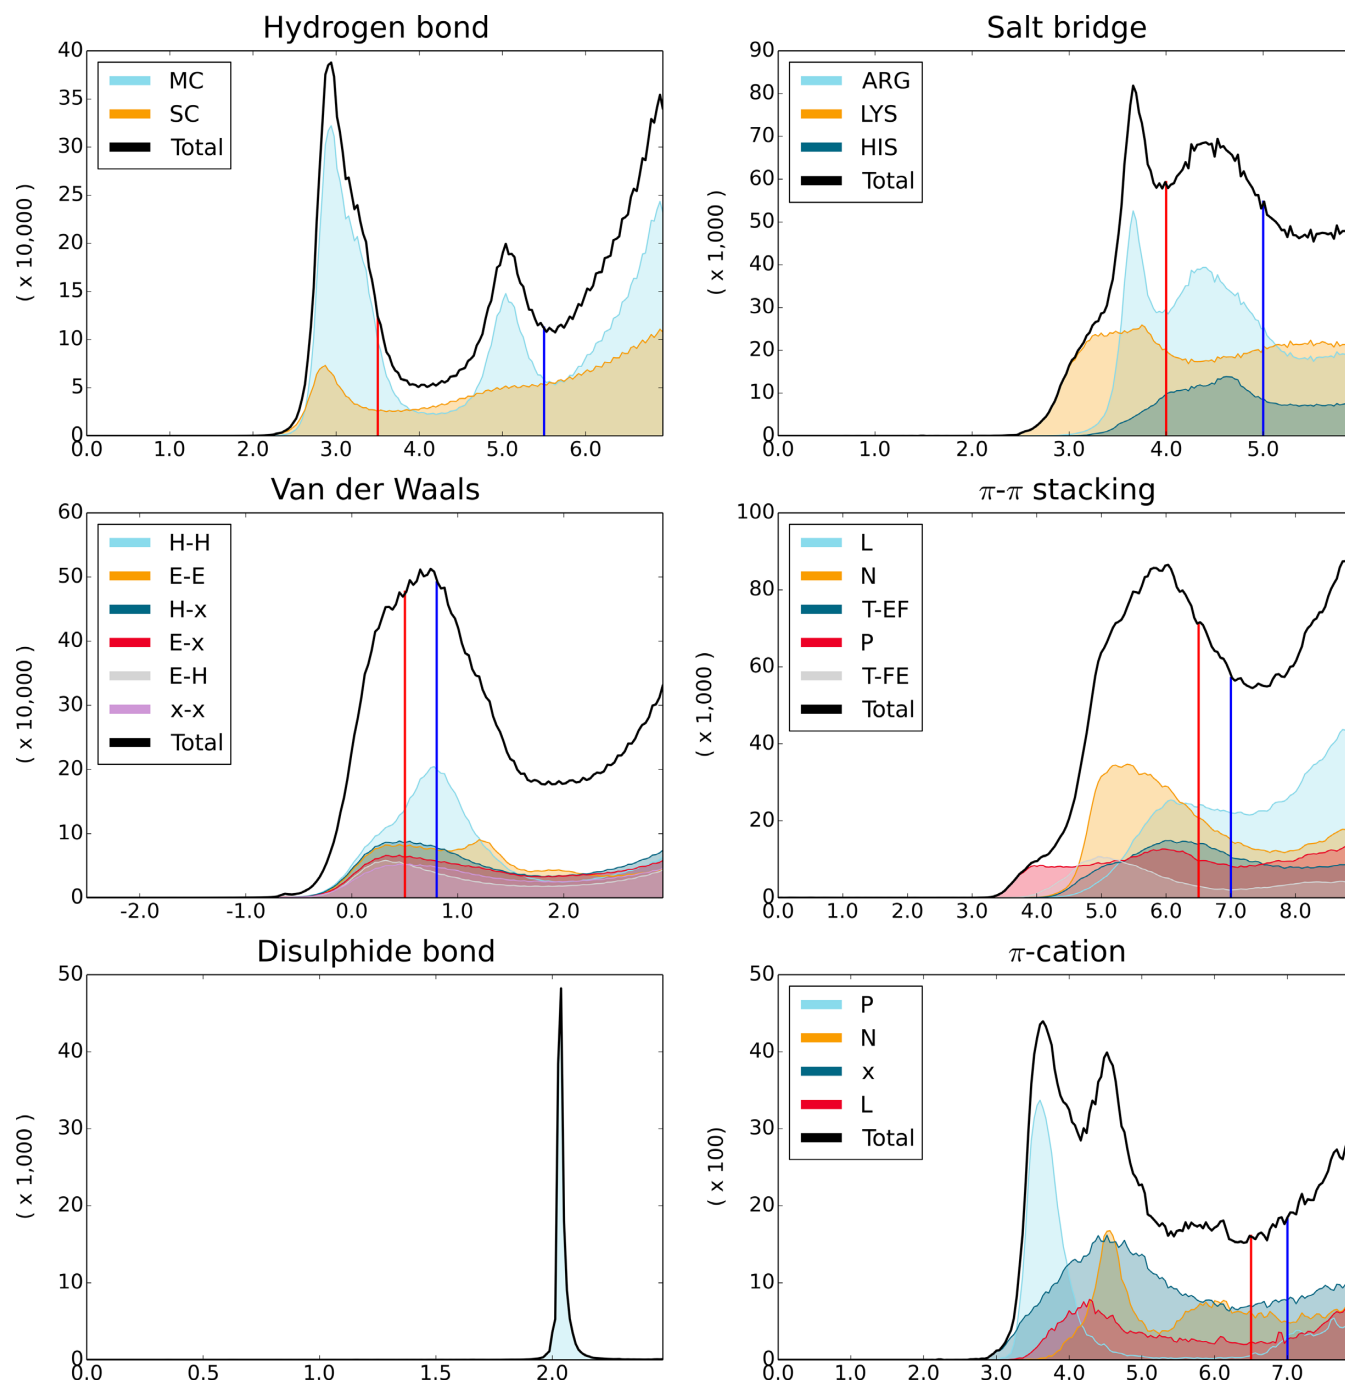 Hydrogen bond
( x 10,000 )
40
35
30
25
20
15
10
5
0
0.0 1.0 2.0 3.0 4.0 5.0 6.0
MC
SC
Total
Salt bridge
( x 1,000 )
90
80
70
60
50
40
30
20
10
0
0.0 1.0 2.0 3.0 4.0 5.0
ARG
LYS
HIS
Total
Van der Waals
( x 10,000 )
60
50
40
30
20
10
0
-2.0 -1.0 0.0 1.0 2.0
H-H
E-E
H-x
E-x
E-H
x-x
Total
π-π stacking
( x 1,000 )
100
80
60
40
20
0
0.0 1.0 2.0 3.0 4.0 5.0 6.0 7.0 8.0
L
N
T-EF
P
T-FE
Total
Disulphide bond
( x 1,000 )
50
40
30
20
10
0
0.0 0.5 1.0 1.5 2.0
π-cation
( x 100)
50
40
30
20
10
0
0.0 1.0 2.0 3.0 4.0 5.0 6.0 7.0
P
N
x
L
Total